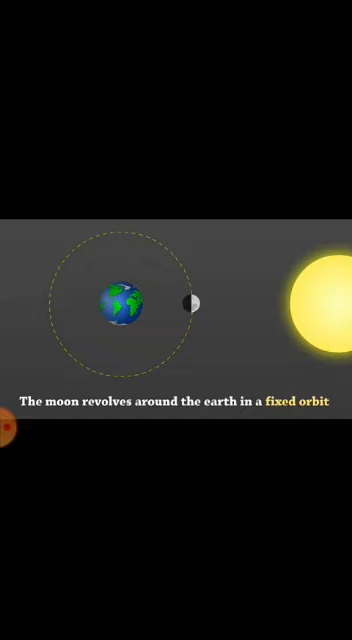 The moon revolves around the earth in a fixed orbit